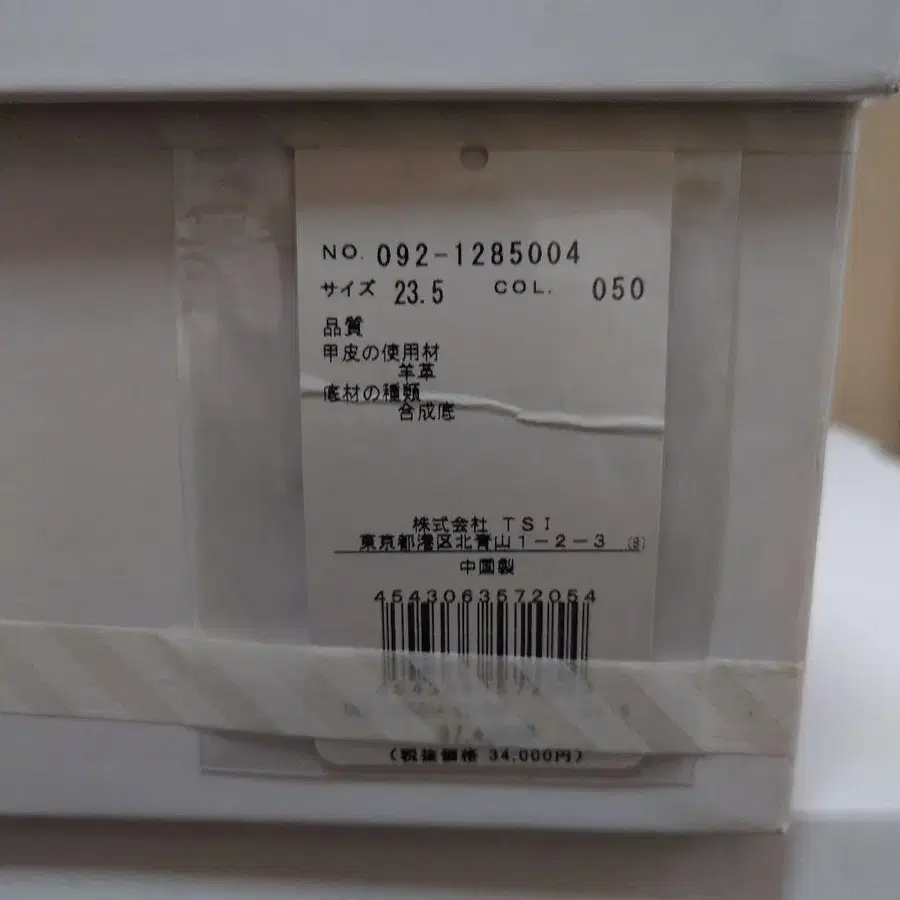 NO. 092-1285004
サイズ 23.5 COL. 050
品質
甲皮の使用材
羊革
底材の種類
合成底
株式会社 TSI
東京都港区北青山1-2-3 (8)
中国製
4543063572054
(税抜価格 34,000円)